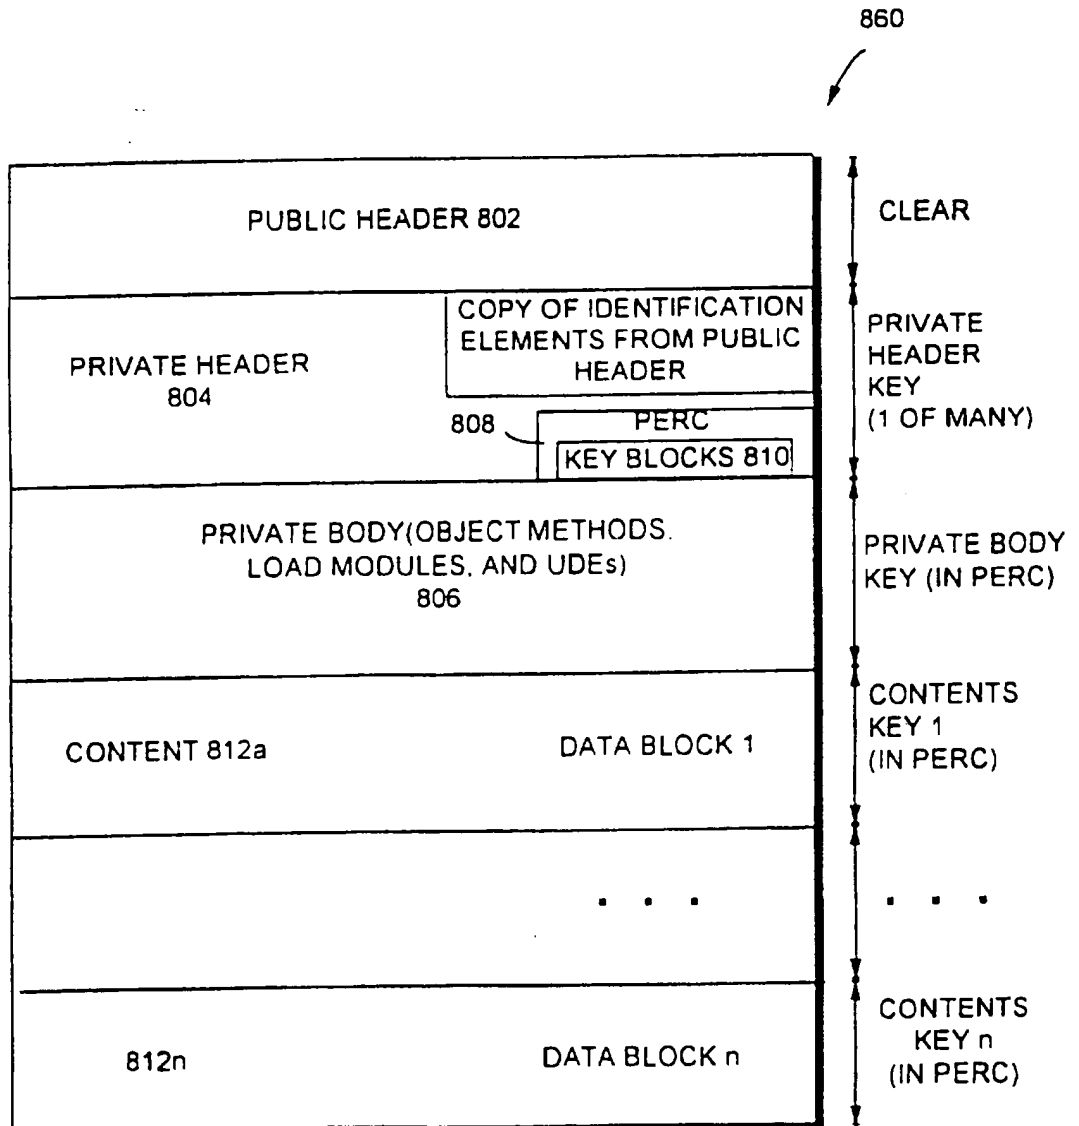 860
PUBLIC HEADER 802
CLEAR
COPY OF IDENTIFICATION
ELEMENTS FROM PUBLIC
HEADER
PRIVATE HEADER
804
PRIVATE
HEADER
KEY
(1 OF MANY)
808
PERC
KEY BLOCKS 810
PRIVATE BODY(OBJECT METHODS.
LOAD MODULES, AND UDEs)
806
PRIVATE BODY
KEY (IN PERC)
CONTENT 812a
DATA BLOCK 1
CONTENTS
KEY 1
(IN PERC)
. . .
. . .
812n
DATA BLOCK n
CONTENTS
KEY n
(IN PERC)